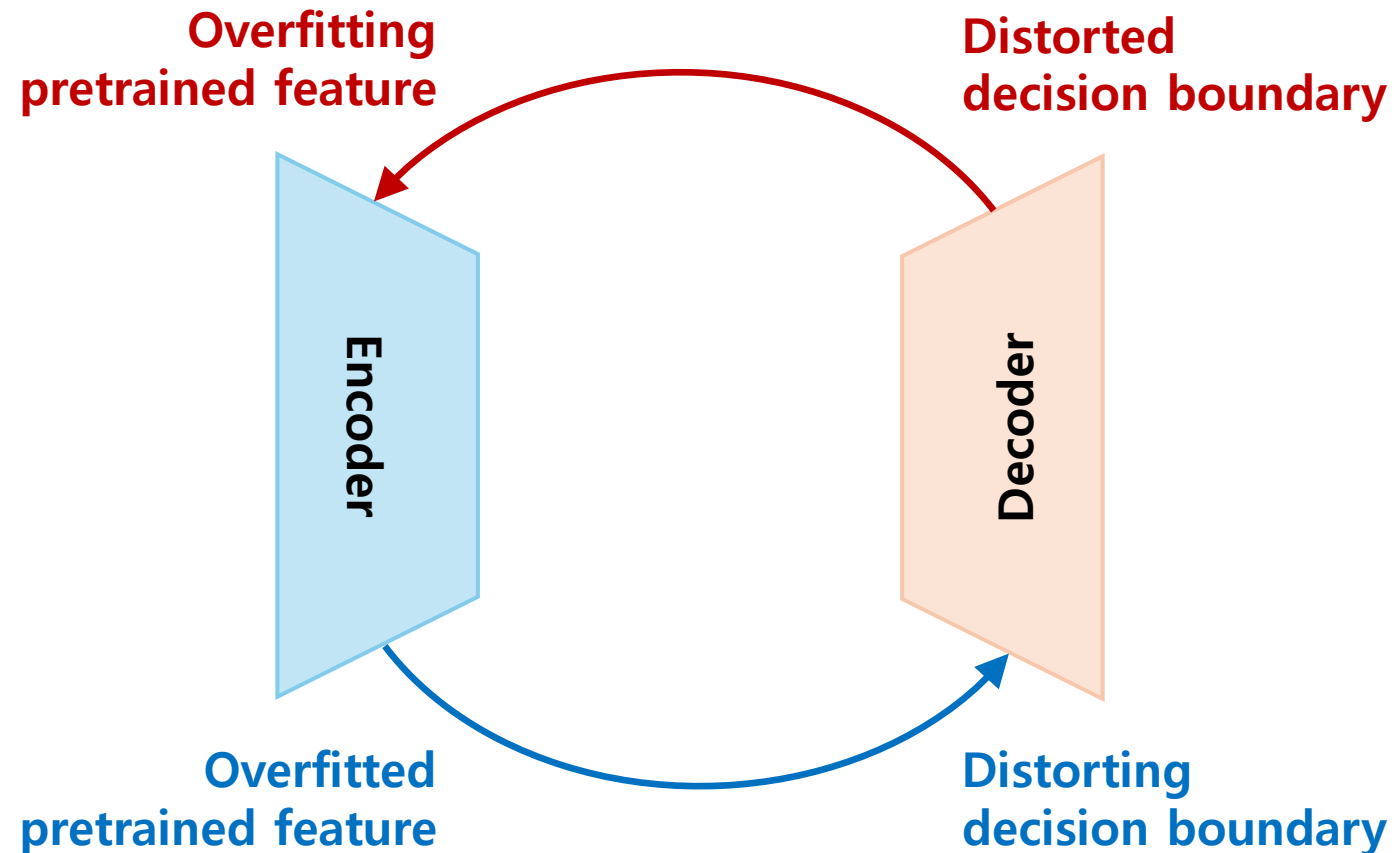 Overfitting
pretrained feature
Distorted
decision boundary
Encoder
Decoder
Overfitted
pretrained feature
Distorting
decision boundary